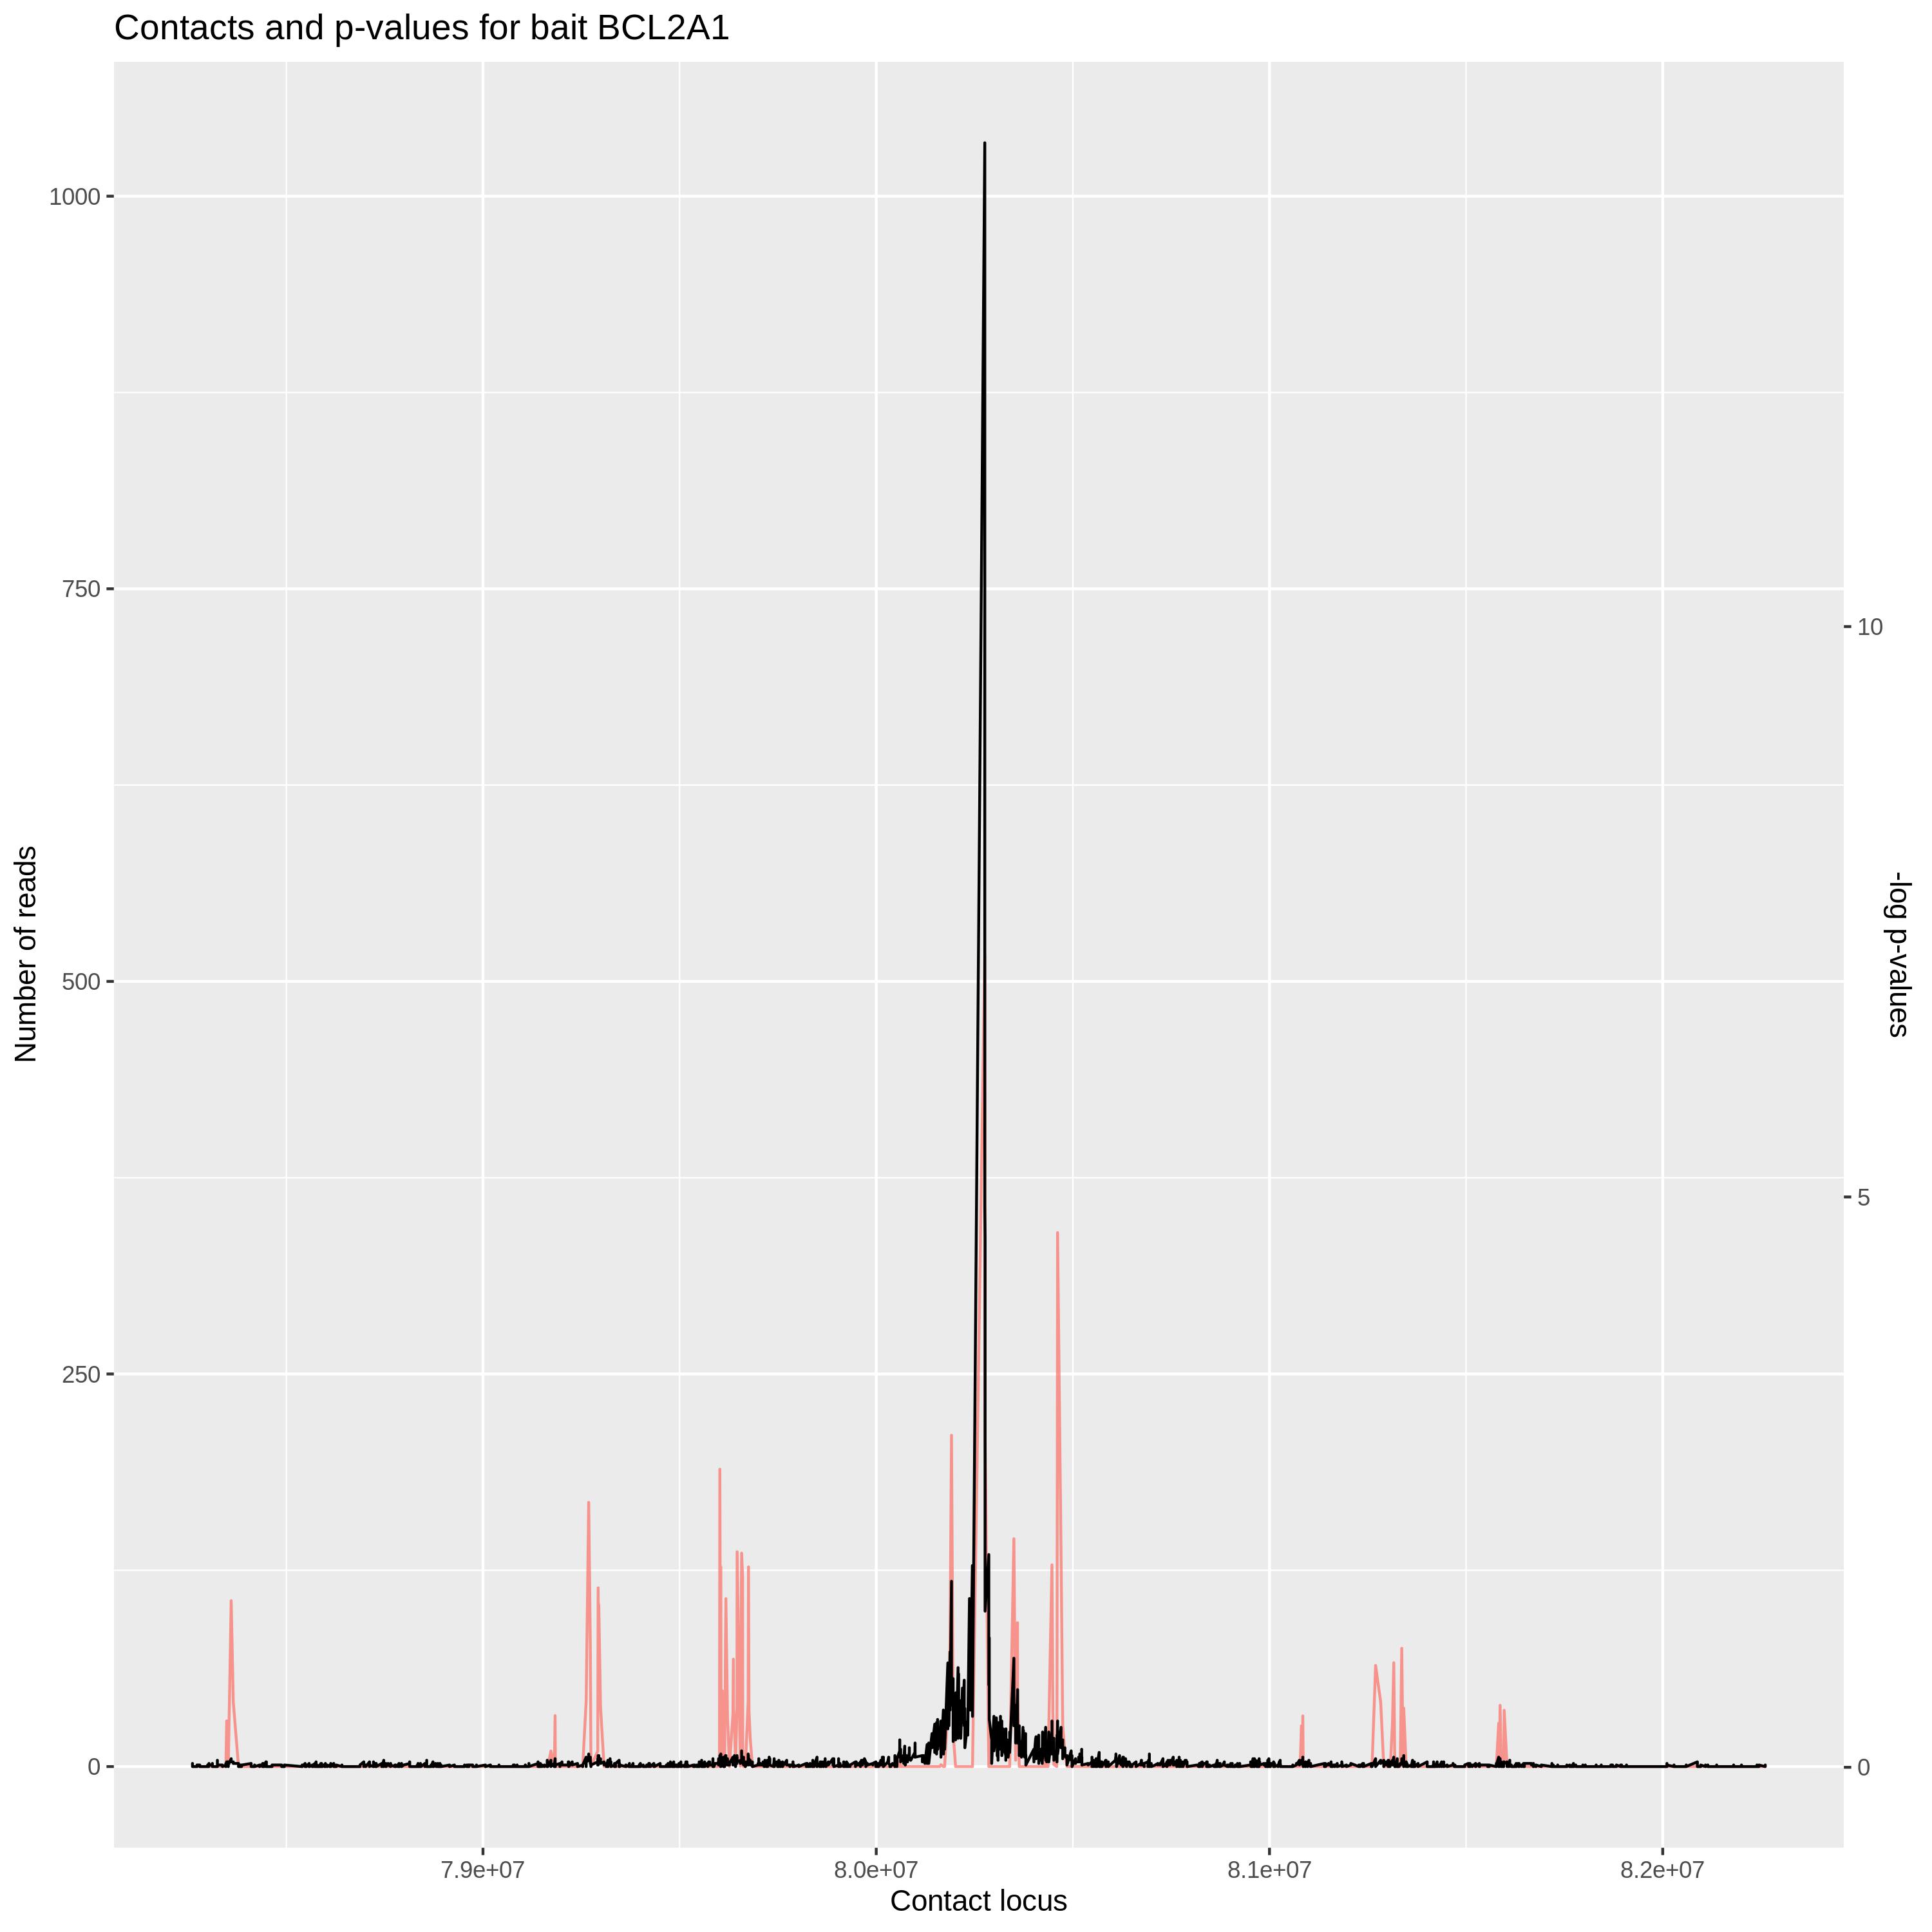 Contacts and p-values for bait BCL2A1
1000
750
500
250
0
Number of reads
10
5
0
-log p-values
7.9e+07
8.0e+07
8.1e+07
8.2e+07
Contact locus